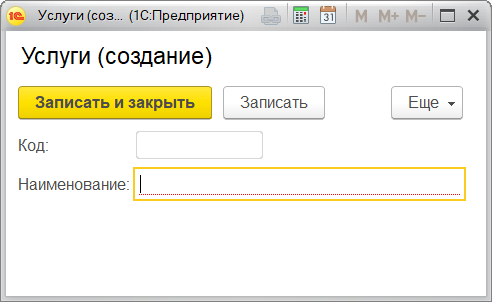 1С Услуги (соз... (1С:Предприятие) 31 M M+ M-
Услуги (создание)
Записать и закрыть Записать Еще
Код:
Наименование: